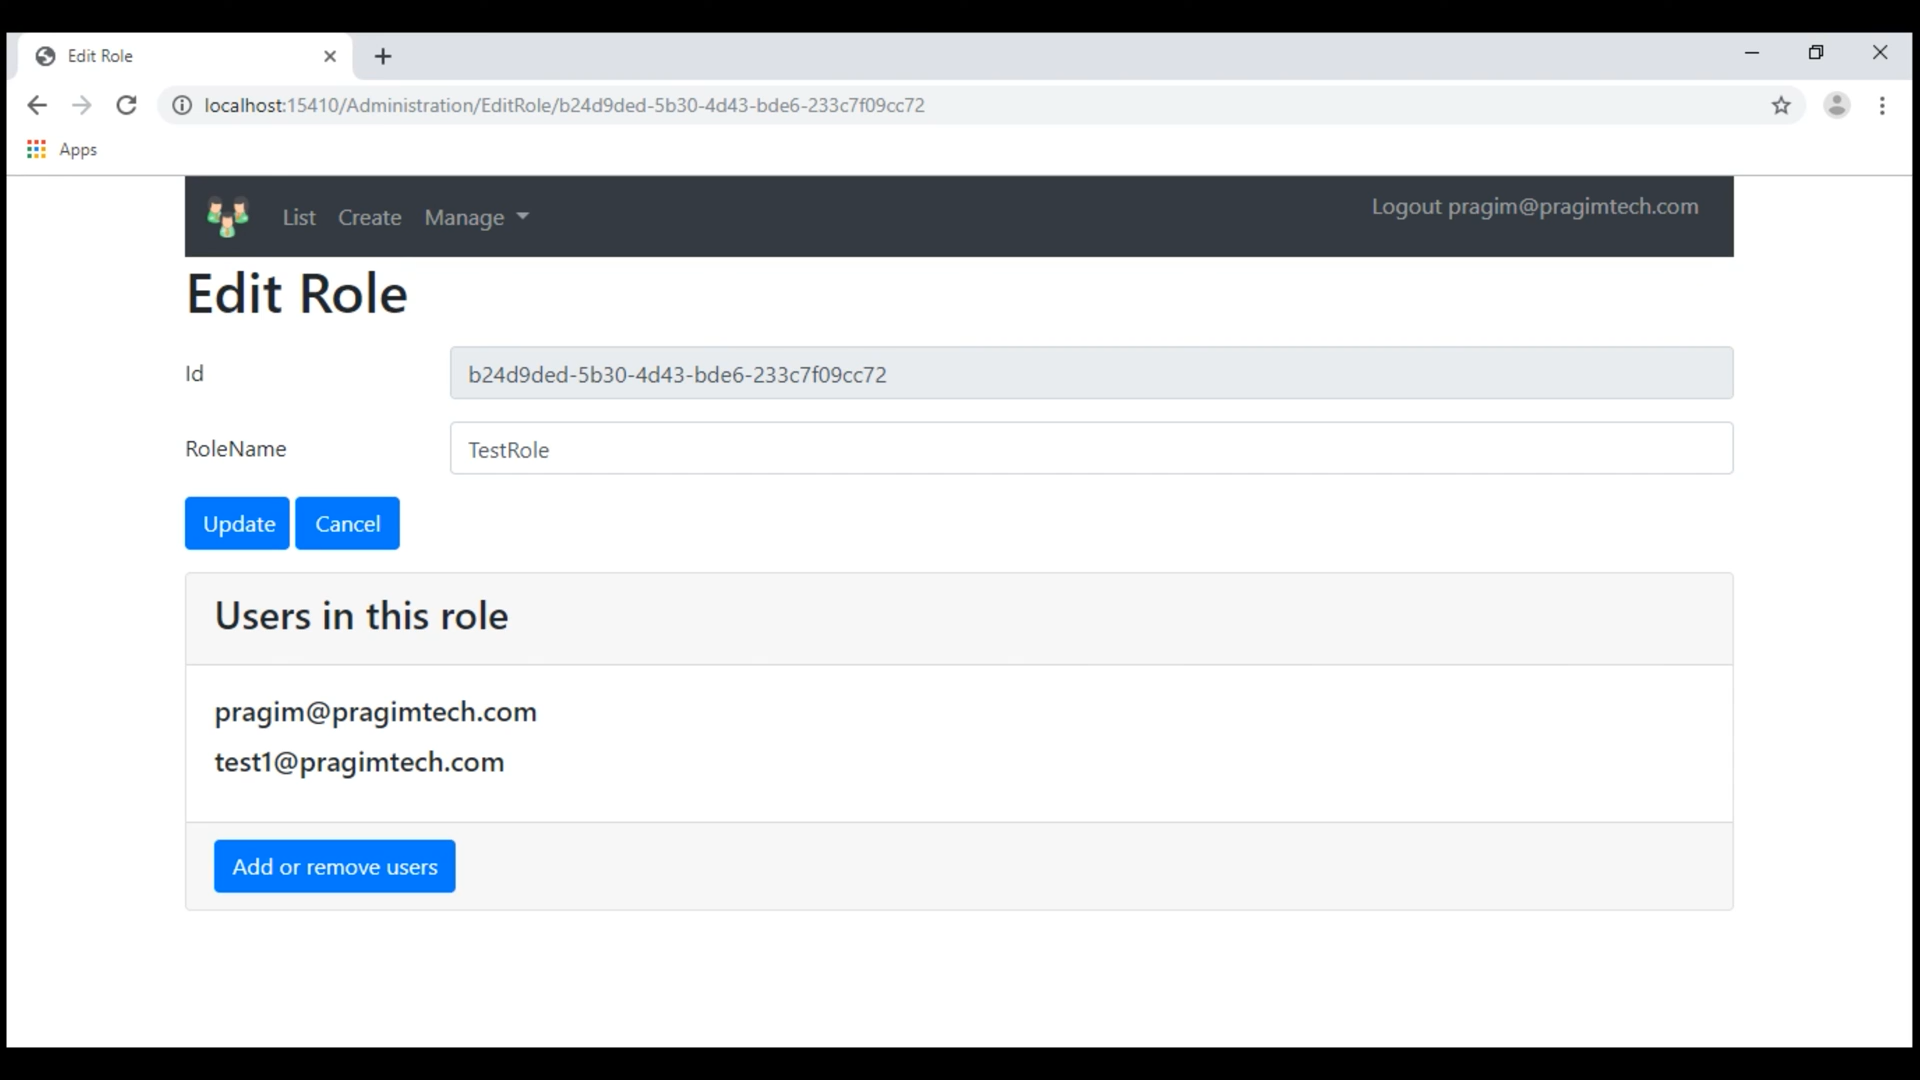 Edit Role
localhost:15410/Administration/EditRole/b24d9ded-5b30-4d43-bde6-233c7f09cc72
Apps
List Create Manage Logout pragim@pragimtech.com
Edit Role
Id b24d9ded-5b30-4d43-bde6-233c7f09cc72
RoleName TestRole
Update Cancel
Users in this role
pragim@pragimtech.com
test1@pragimtech.com
Add or remove users